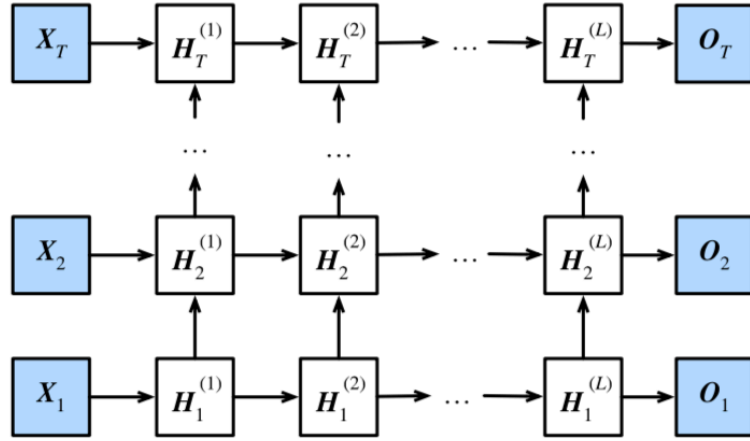 X_T H_T^{(1)} H_T^{(2)} … H_T^{(L)} O_T
… … …
X_2 H_2^{(1)} H_2^{(2)} … H_2^{(L)} O_2
X_1 H_1^{(1)} H_1^{(2)} … H_1^{(L)} O_1